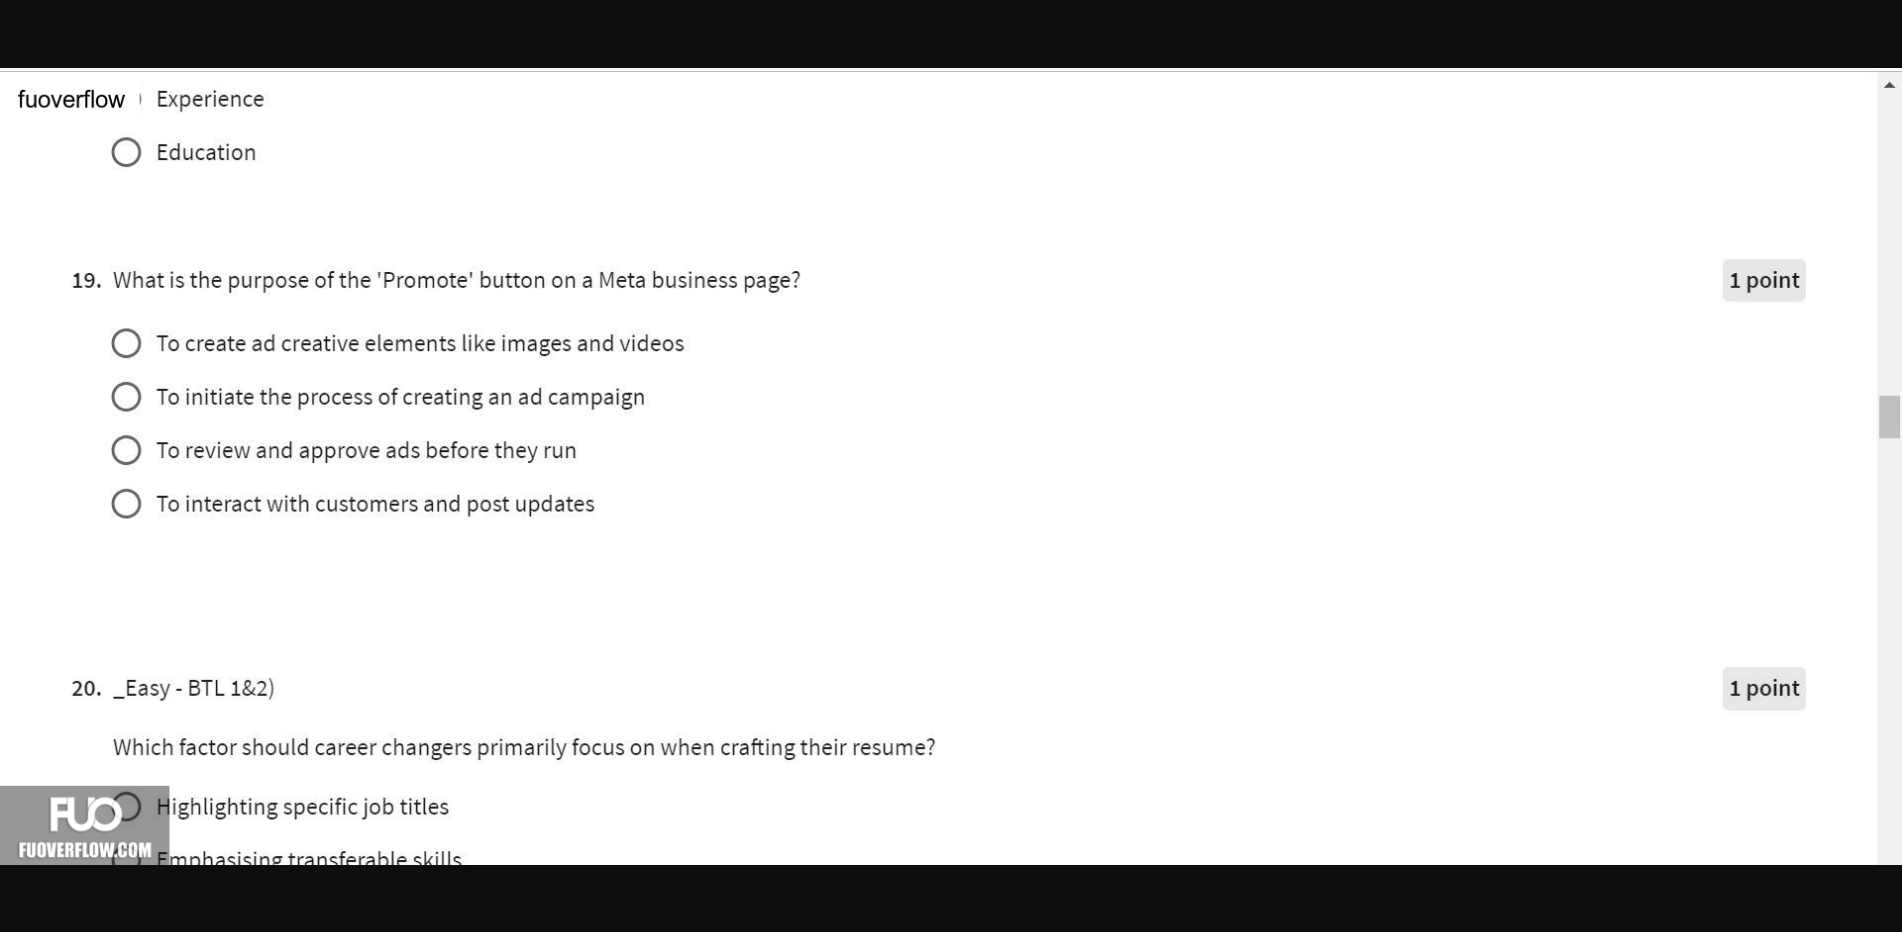 fuoverflow Experience
Education
19. What is the purpose of the 'Promote' button on a Meta business page? 1 point
To create ad creative elements like images and videos
To initiate the process of creating an ad campaign
To review and approve ads before they run
To interact with customers and post updates
20. _Easy - BTL 1&2) 1 point
Which factor should career changers primarily focus on when crafting their resume?
FUO Highlighting specific job titles
FUOVERFLOW.COM Emphasising transferable skills